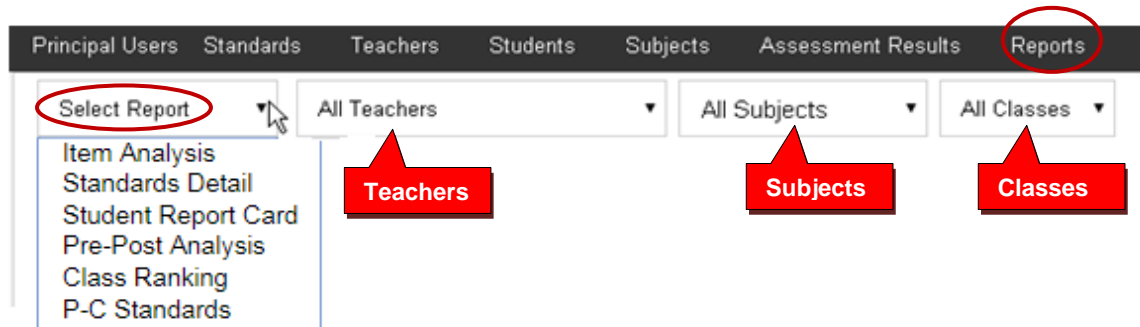 Principal Users Standards Teachers Students Subjects Assessment Results Reports
Select Report All Teachers All Subjects All Classes
Item Analysis
Standards Detail
Student Report Card
Pre-Post Analysis
Class Ranking
P-C Standards
Teachers Subjects Classes